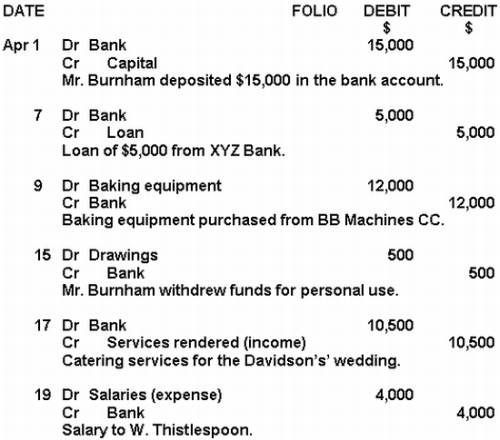 DATE FOLIO DEBIT CREDIT
$ $
Apr 1 Dr Bank 15,000
Cr Capital 15,000
Mr. Burnham deposited $15,000 in the bank account.
7 Dr Bank 5,000
Cr Loan 5,000
Loan of $5,000 from XYZ Bank.
9 Dr Baking equipment 12,000
Cr Bank 12,000
Baking equipment purchased from BB Machines CC.
15 Dr Drawings 500
Cr Bank 500
Mr. Burnham withdrew funds for personal use.
17 Dr Bank 10,500
Cr Services rendered (income) 10,500
Catering services for the Davidson's' wedding.
19 Dr Salaries (expense) 4,000
Cr Bank 4,000
Salary to W. Thistlespoon.